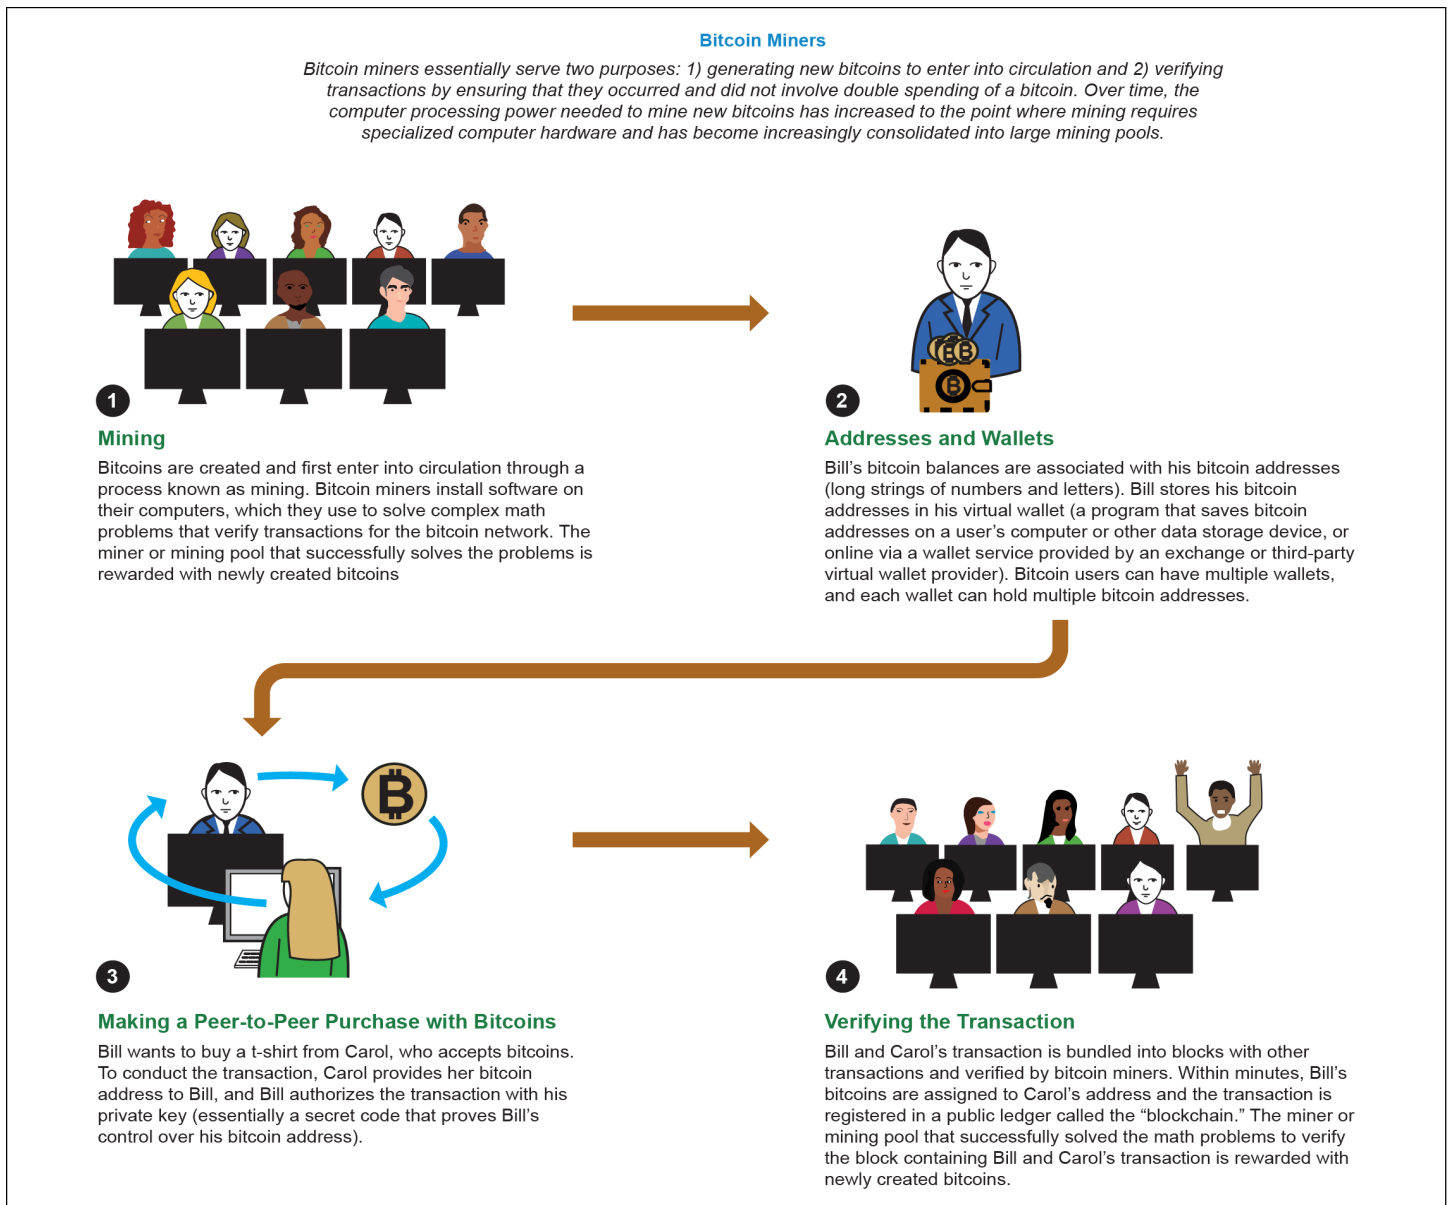 Bitcoin Miners
Bitcoin miners essentially serve two purposes: 1) generating new bitcoins to enter into circulation and 2) verifying
transactions by ensuring that they occurred and did not involve double spending of a bitcoin. Over time, the
computer processing power needed to mine new bitcoins has increased to the point where mining requires
specialized computer hardware and has become increasingly consolidated into large mining pools.
1
Mining
Bitcoins are created and first enter into circulation through a
process known as mining. Bitcoin miners install software on
their computers, which they use to solve complex math
problems that verify transactions for the bitcoin network. The
miner or mining pool that successfully solves the problems is
rewarded with newly created bitcoins
2
Addresses and Wallets
Bill’s bitcoin balances are associated with his bitcoin addresses
(long strings of numbers and letters). Bill stores his bitcoin
addresses in his virtual wallet (a program that saves bitcoin
addresses on a user’s computer or other data storage device, or
online via a wallet service provided by an exchange or third-party
virtual wallet provider). Bitcoin users can have multiple wallets,
and each wallet can hold multiple bitcoin addresses.
3
Making a Peer-to-Peer Purchase with Bitcoins
Bill wants to buy a t-shirt from Carol, who accepts bitcoins.
To conduct the transaction, Carol provides her bitcoin
address to Bill, and Bill authorizes the transaction with his
private key (essentially a secret code that proves Bill’s
control over his bitcoin address).
4
Verifying the Transaction
Bill and Carol’s transaction is bundled into blocks with other
transactions and verified by bitcoin miners. Within minutes, Bill’s
bitcoins are assigned to Carol’s address and the transaction is
registered in a public ledger called the “blockchain.” The miner or
mining pool that successfully solved the math problems to verify
the block containing Bill and Carol’s transaction is rewarded with
newly created bitcoins.